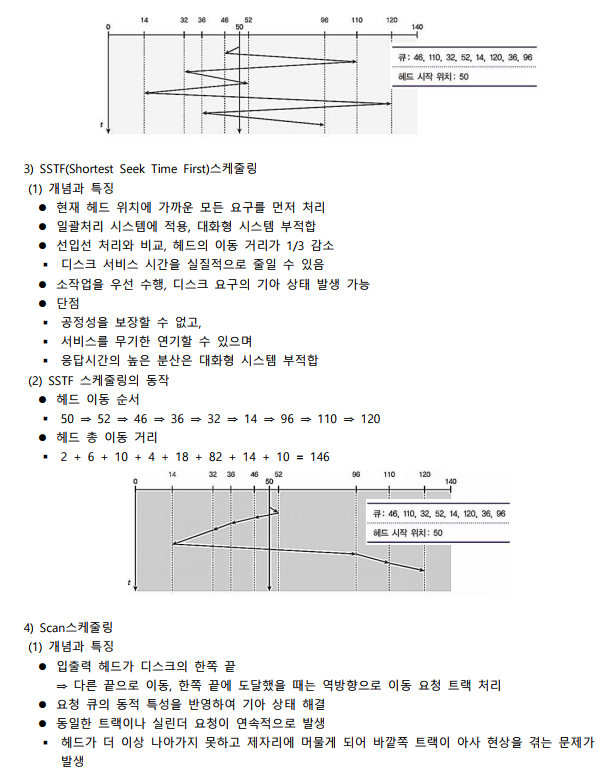 0 14 32 36 46 50 52 96 110 120 140
큐: 46, 110, 32, 52, 14, 120, 36, 96
헤드 시작 위치: 50
t
3) SSTF(Shortest Seek Time First)스케줄링
(1) 개념과 특징
● 현재 헤드 위치에 가까운 모든 요구를 먼저 처리
● 일괄처리 시스템에 적용, 대화형 시스템 부적합
● 선입선 처리와 비교, 헤드의 이동 거리가 1/3 감소
▪ 디스크 서비스 시간을 실질적으로 줄일 수 있음
● 소작업을 우선 수행, 디스크 요구의 기아 상태 발생 가능
● 단점
▪ 공정성을 보장할 수 없고,
▪ 서비스를 무기한 연기할 수 있으며
▪ 응답시간의 높은 분산은 대화형 시스템 부적합
(2) SSTF 스케줄링의 동작
● 헤드 이동 순서
▪ 50 ⇒ 52 ⇒ 46 ⇒ 36 ⇒ 32 ⇒ 14 ⇒ 96 ⇒ 110 ⇒ 120
● 헤드 총 이동 거리
▪ 2 + 6 + 10 + 4 + 18 + 82 + 14 + 10 = 146
0 14 32 36 46 50 52 96 110 120 140
큐: 46, 110, 32, 52, 14, 120, 36, 96
헤드 시작 위치: 50
t
4) Scan스케줄링
(1) 개념과 특징
● 입출력 헤드가 디스크의 한쪽 끝
⇒ 다른 끝으로 이동, 한쪽 끝에 도달했을 때는 역방향으로 이동 요청 트랙 처리
● 요청 큐의 동적 특성을 반영하여 기아 상태 해결
● 동일한 트랙이나 실린더 요청이 연속적으로 발생
▪ 헤드가 더 이상 나아가지 못하고 제자리에 머물게 되어 바깥쪽 트랙이 아사 현상을 겪는 문제가
발생